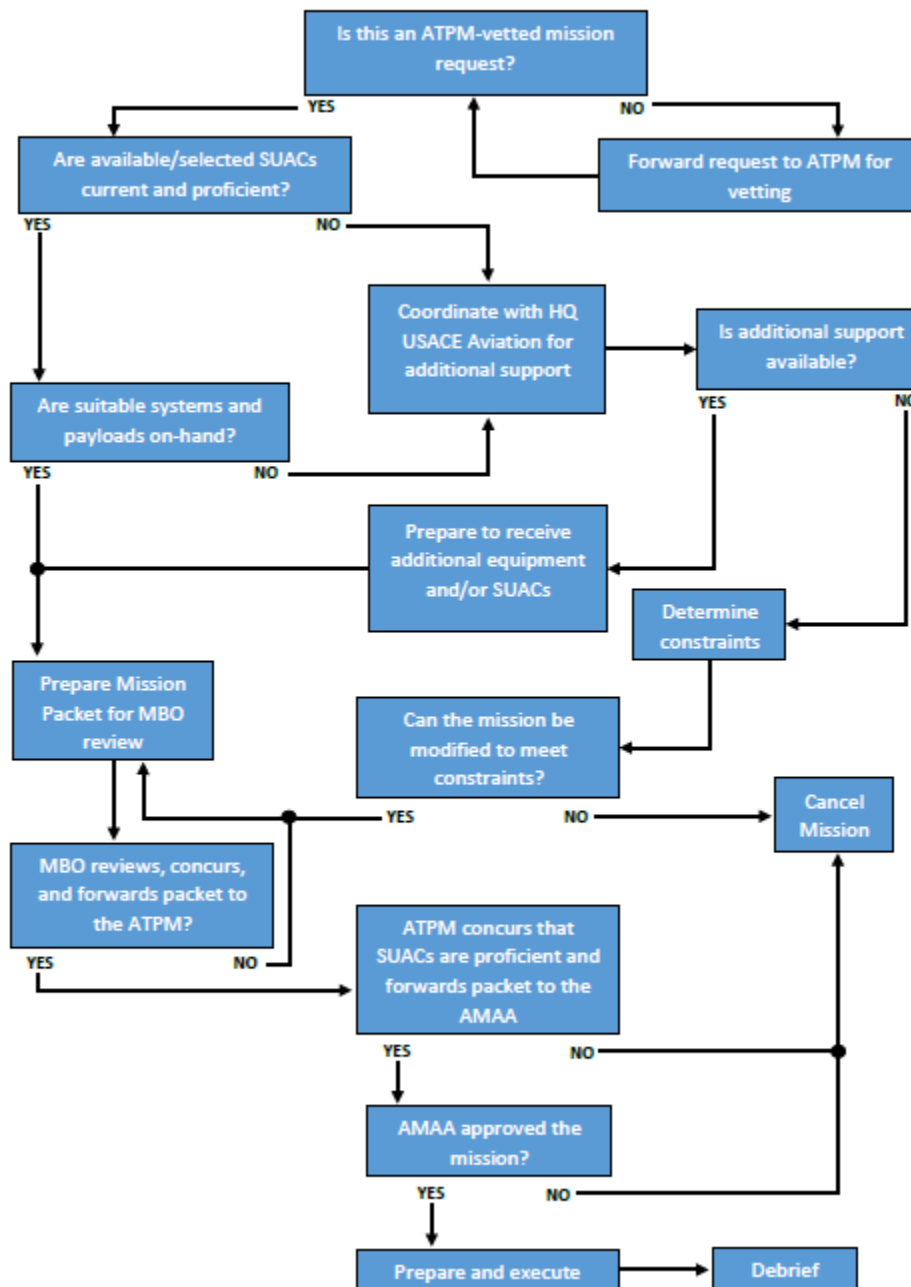 Is this an ATPM-vetted mission
request?
YES
NO
Are available/selected SUACs
current and proficient?
Forward request to ATPM for
vetting
YES
NO
Coordinate with HQ
USACE Aviation for
additional support
Is additional support
available?
YES
NO
Are suitable systems and
payloads on-hand?
YES
NO
Prepare to receive
additional equipment
and/or SUACs
Determine
constraints
Prepare Mission
Packet for MBO
review
Can the mission be
modified to meet
constraints?
YES
NO
Cancel
Mission
MBO reviews, concurs,
and forwards packet to
the ATPM?
YES
NO
ATPM concurs that
SUACs are proficient and
forwards packet to the
AMAA
YES
NO
AMAA approved the
mission?
YES
NO
Prepare and execute
Debrief